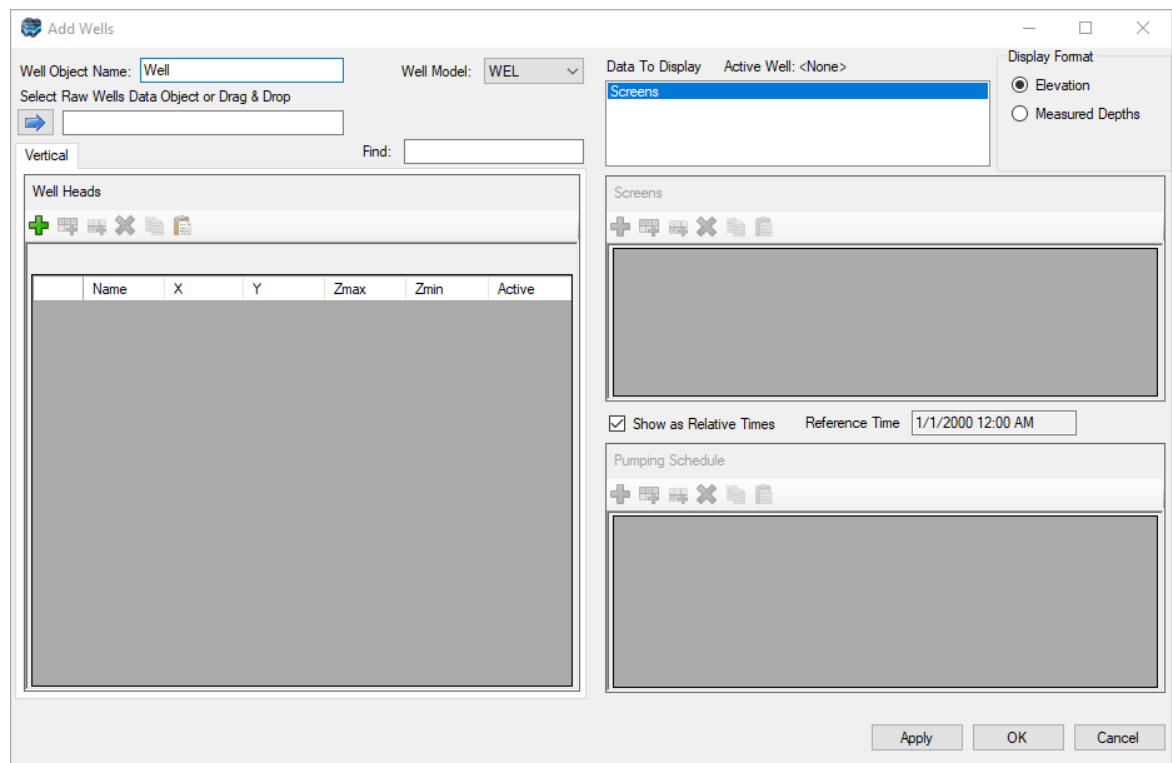 Add Wells
Well Object Name: Well
Well Model: WEL
Select Raw Wells Data Object or Drag & Drop
Vertical
Find:
Well Heads
Name X Y Zmax Zmin Active
Data To Display Active Well: <None>
Screens
Display Format
Elevation
Measured Depths
Screens
Show as Relative Times Reference Time 1/1/2000 12:00 AM
Pumping Schedule
Apply OK Cancel